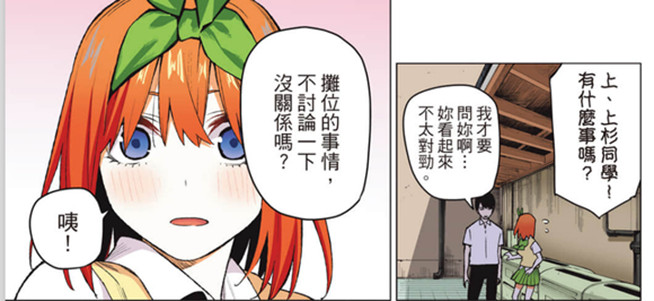 上、上杉同學~
有什麼事嗎？
我才要
問妳啊…
妳看起來
不太對勁。
攤位的事情，
不討論一下
沒關係嗎？
咦！